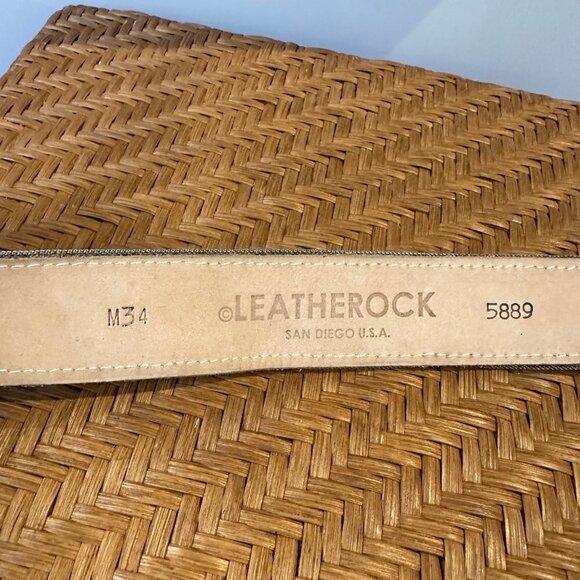 M34 ©LEATHEROCK 5889
SAN DIEGO U.S.A.